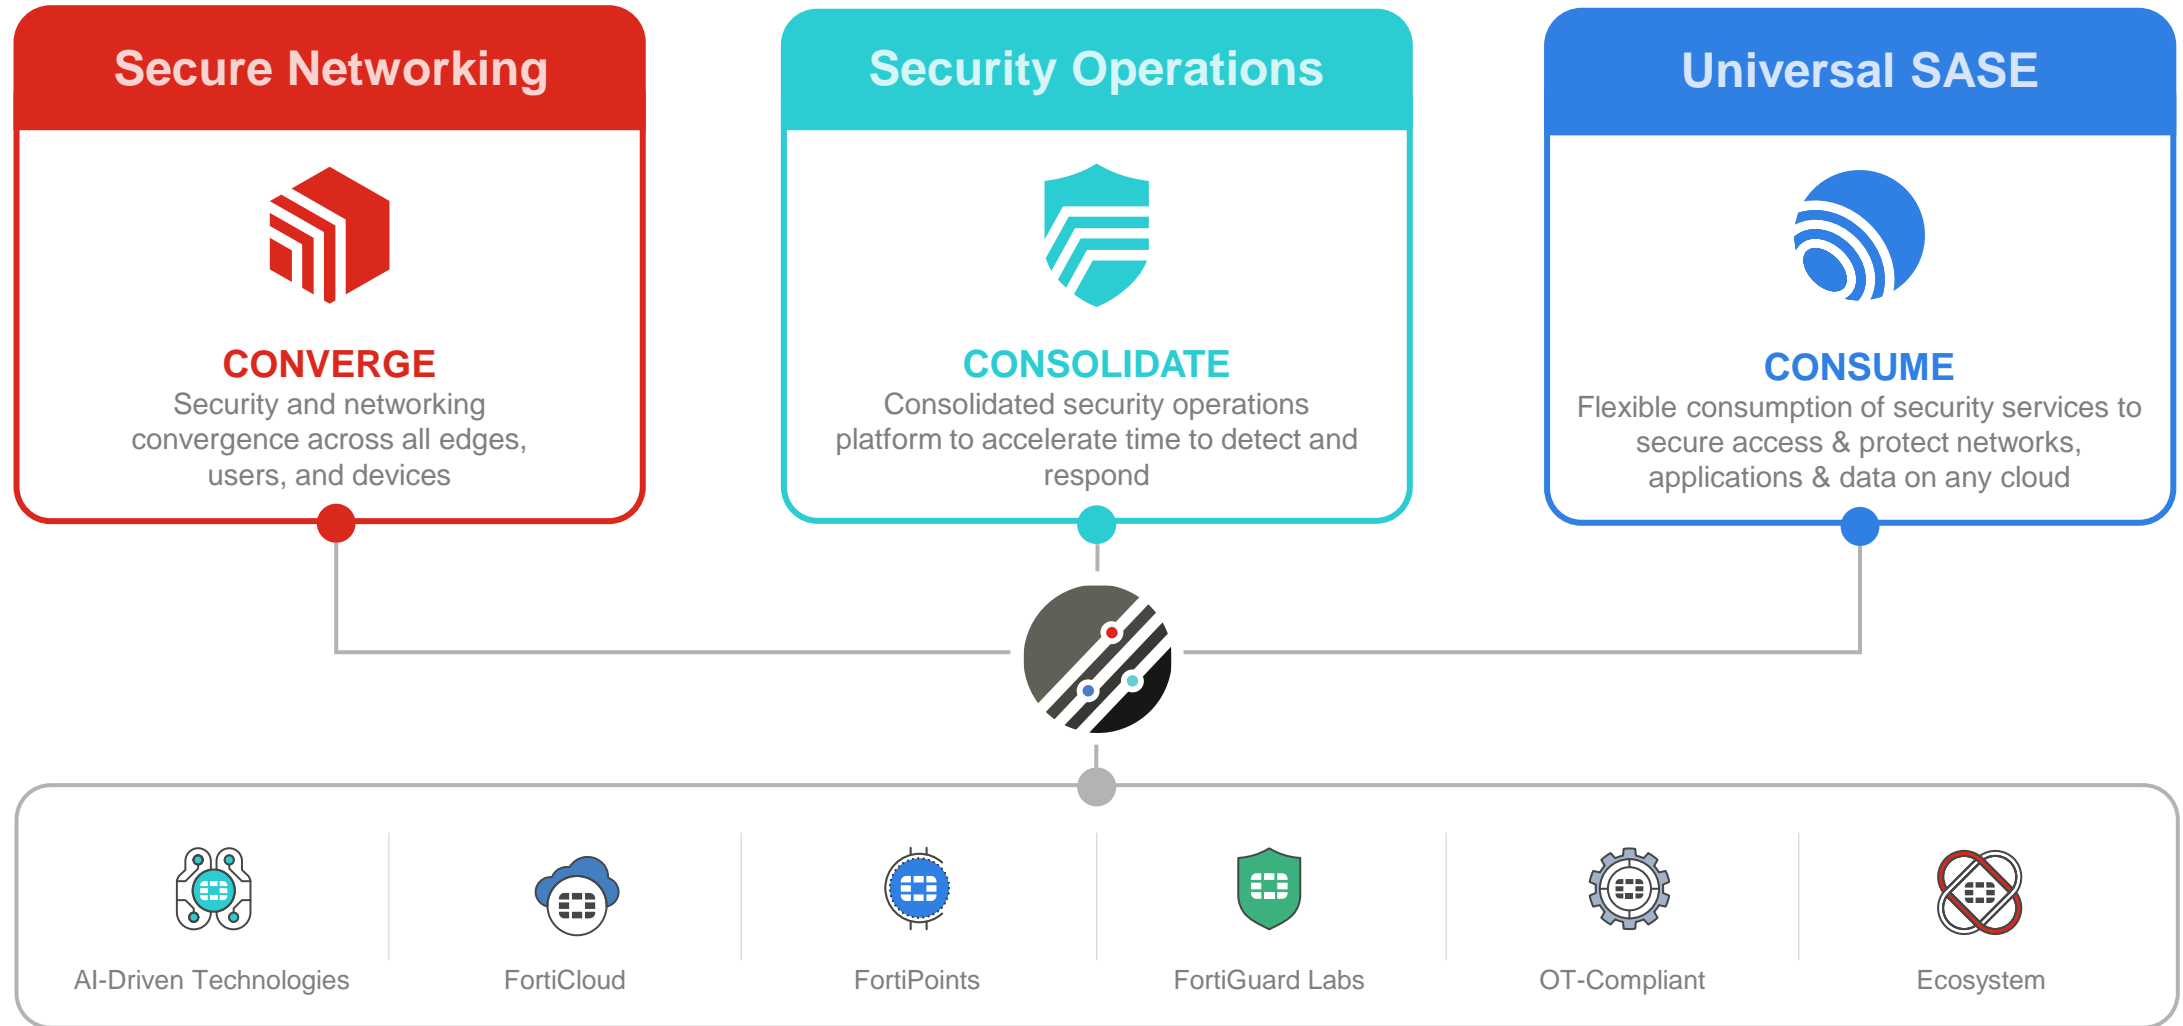 Secure Networking
CONVERGE
Security and networking
convergence across all edges,
users, and devices
Security Operations
CONSOLIDATE
Consolidated security operations
platform to accelerate time to detect and
respond
Universal SASE
CONSUME
Flexible consumption of security services to
secure access & protect networks,
applications & data on any cloud
AI-Driven Technologies
FortiCloud
FortiPoints
FortiGuard Labs
OT-Compliant
Ecosystem